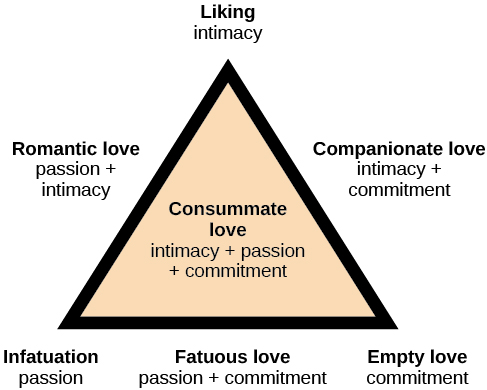 Liking
intimacy
Romantic love
passion +
intimacy
Companionate love
intimacy +
commitment
Consummate
love
intimacy + passion
+ commitment
Infatuation
passion
Fatuous love
passion + commitment
Empty love
commitment